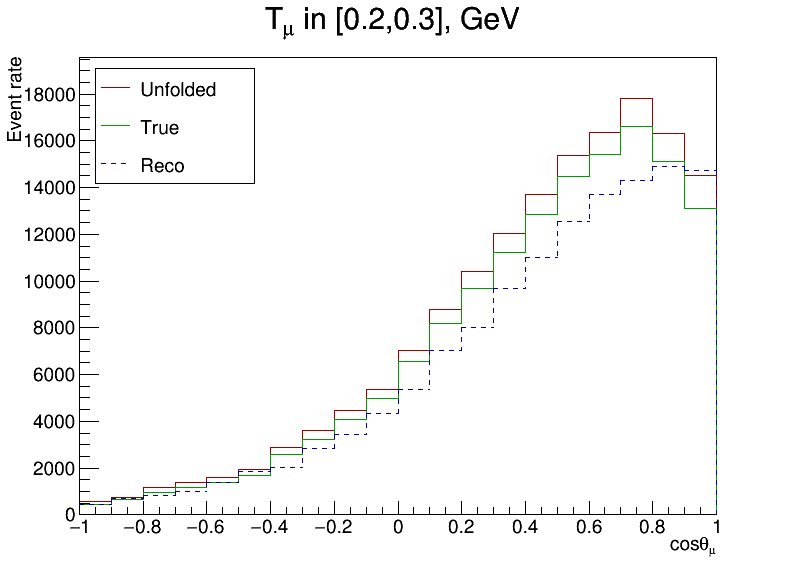 T_μ in [0.2,0.3], GeV
Event rate
Unfolded
True
Reco
18000
16000
14000
12000
10000
8000
6000
4000
2000
0
−1 −0.8 −0.6 −0.4 −0.2 0 0.2 0.4 0.6 0.8 1
cosθ_μ